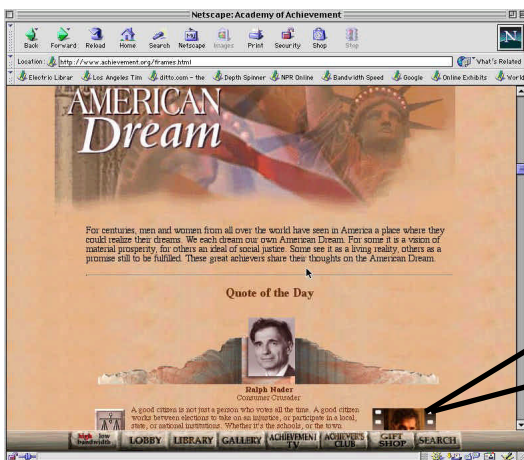 Netscape: Academy of Achievement
Back Forward Reload Home Search Netscape Images Print Security Shop Stop
N
Location: http://www.achievement.org/frames.html What's Related
Electric Librar Los Angeles Tim ditto.com - the Depth Spinner NPR Online Bandwidth Speed Google Online Exhibits World
AMERICAN
Dream
For centuries, men and women from all over the world have seen in America a place where they
could realize their dreams. We each dream our own American Dream. For some it is a vision of
material prosperity, for others an ideal of social justice. Some see it as a living reality, others as a
promise still to be fulfilled. These great achievers share their thoughts on the American Dream.
Quote of the Day
Ralph Nader
Consumer Crusader
A good citizen is not just a person who votes all the time. A good citizen
works between elections to take on an injustice, or participate in a local,
state, or national institutions. Whether it's the schools, or the town
high low
bandwidth LOBBY LIBRARY GALLERY ACHIEVEMENT TV ACHIEVER'S CLUB GIFT SHOP SEARCH